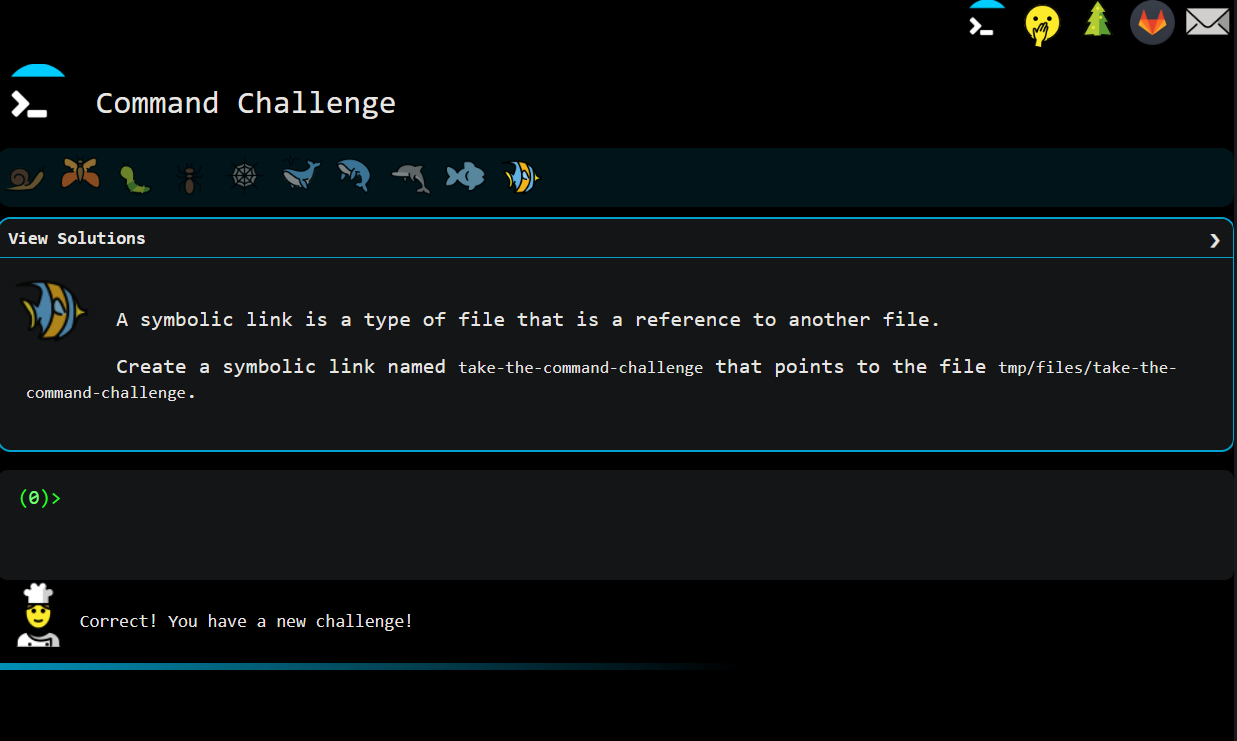 Command Challenge
View Solutions
A symbolic link is a type of file that is a reference to another file.
Create a symbolic link named take-the-command-challenge that points to the file tmp/files/take-the-
command-challenge.
(0)>
Correct! You have a new challenge!